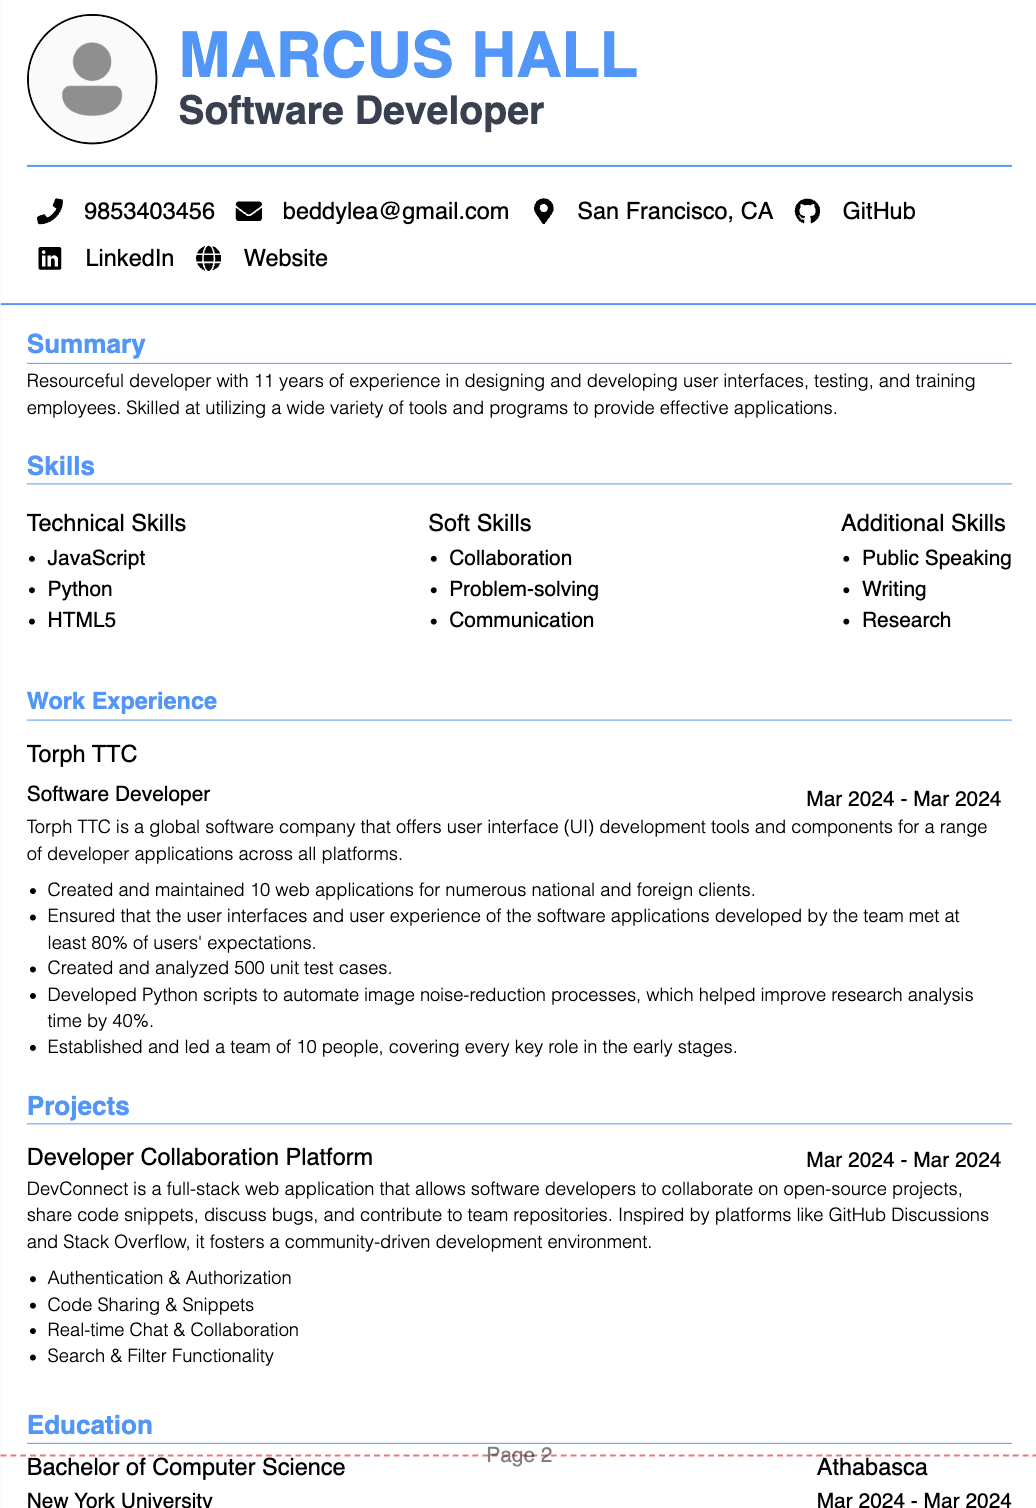 MARCUS HALL
Software Developer
9853403456 beddylea@gmail.com San Francisco, CA GitHub
LinkedIn Website
Summary
Resourceful developer with 11 years of experience in designing and developing user interfaces, testing, and training
employees. Skilled at utilizing a wide variety of tools and programs to provide effective applications.
Skills
Technical Skills
• JavaScript
• Python
• HTML5
Soft Skills
• Collaboration
• Problem-solving
• Communication
Additional Skills
• Public Speaking
• Writing
• Research
Work Experience
Torph TTC
Software Developer Mar 2024 - Mar 2024
Torph TTC is a global software company that offers user interface (UI) development tools and components for a range
of developer applications across all platforms.
• Created and maintained 10 web applications for numerous national and foreign clients.
• Ensured that the user interfaces and user experience of the software applications developed by the team met at
least 80% of users' expectations.
• Created and analyzed 500 unit test cases.
• Developed Python scripts to automate image noise-reduction processes, which helped improve research analysis
time by 40%.
• Established and led a team of 10 people, covering every key role in the early stages.
Projects
Developer Collaboration Platform Mar 2024 - Mar 2024
DevConnect is a full-stack web application that allows software developers to collaborate on open-source projects,
share code snippets, discuss bugs, and contribute to team repositories. Inspired by platforms like GitHub Discussions
and Stack Overflow, it fosters a community-driven development environment.
• Authentication & Authorization
• Code Sharing & Snippets
• Real-time Chat & Collaboration
• Search & Filter Functionality
Education
Page 2
Bachelor of Computer Science Athabasca
New York University Mar 2024 - Mar 2024